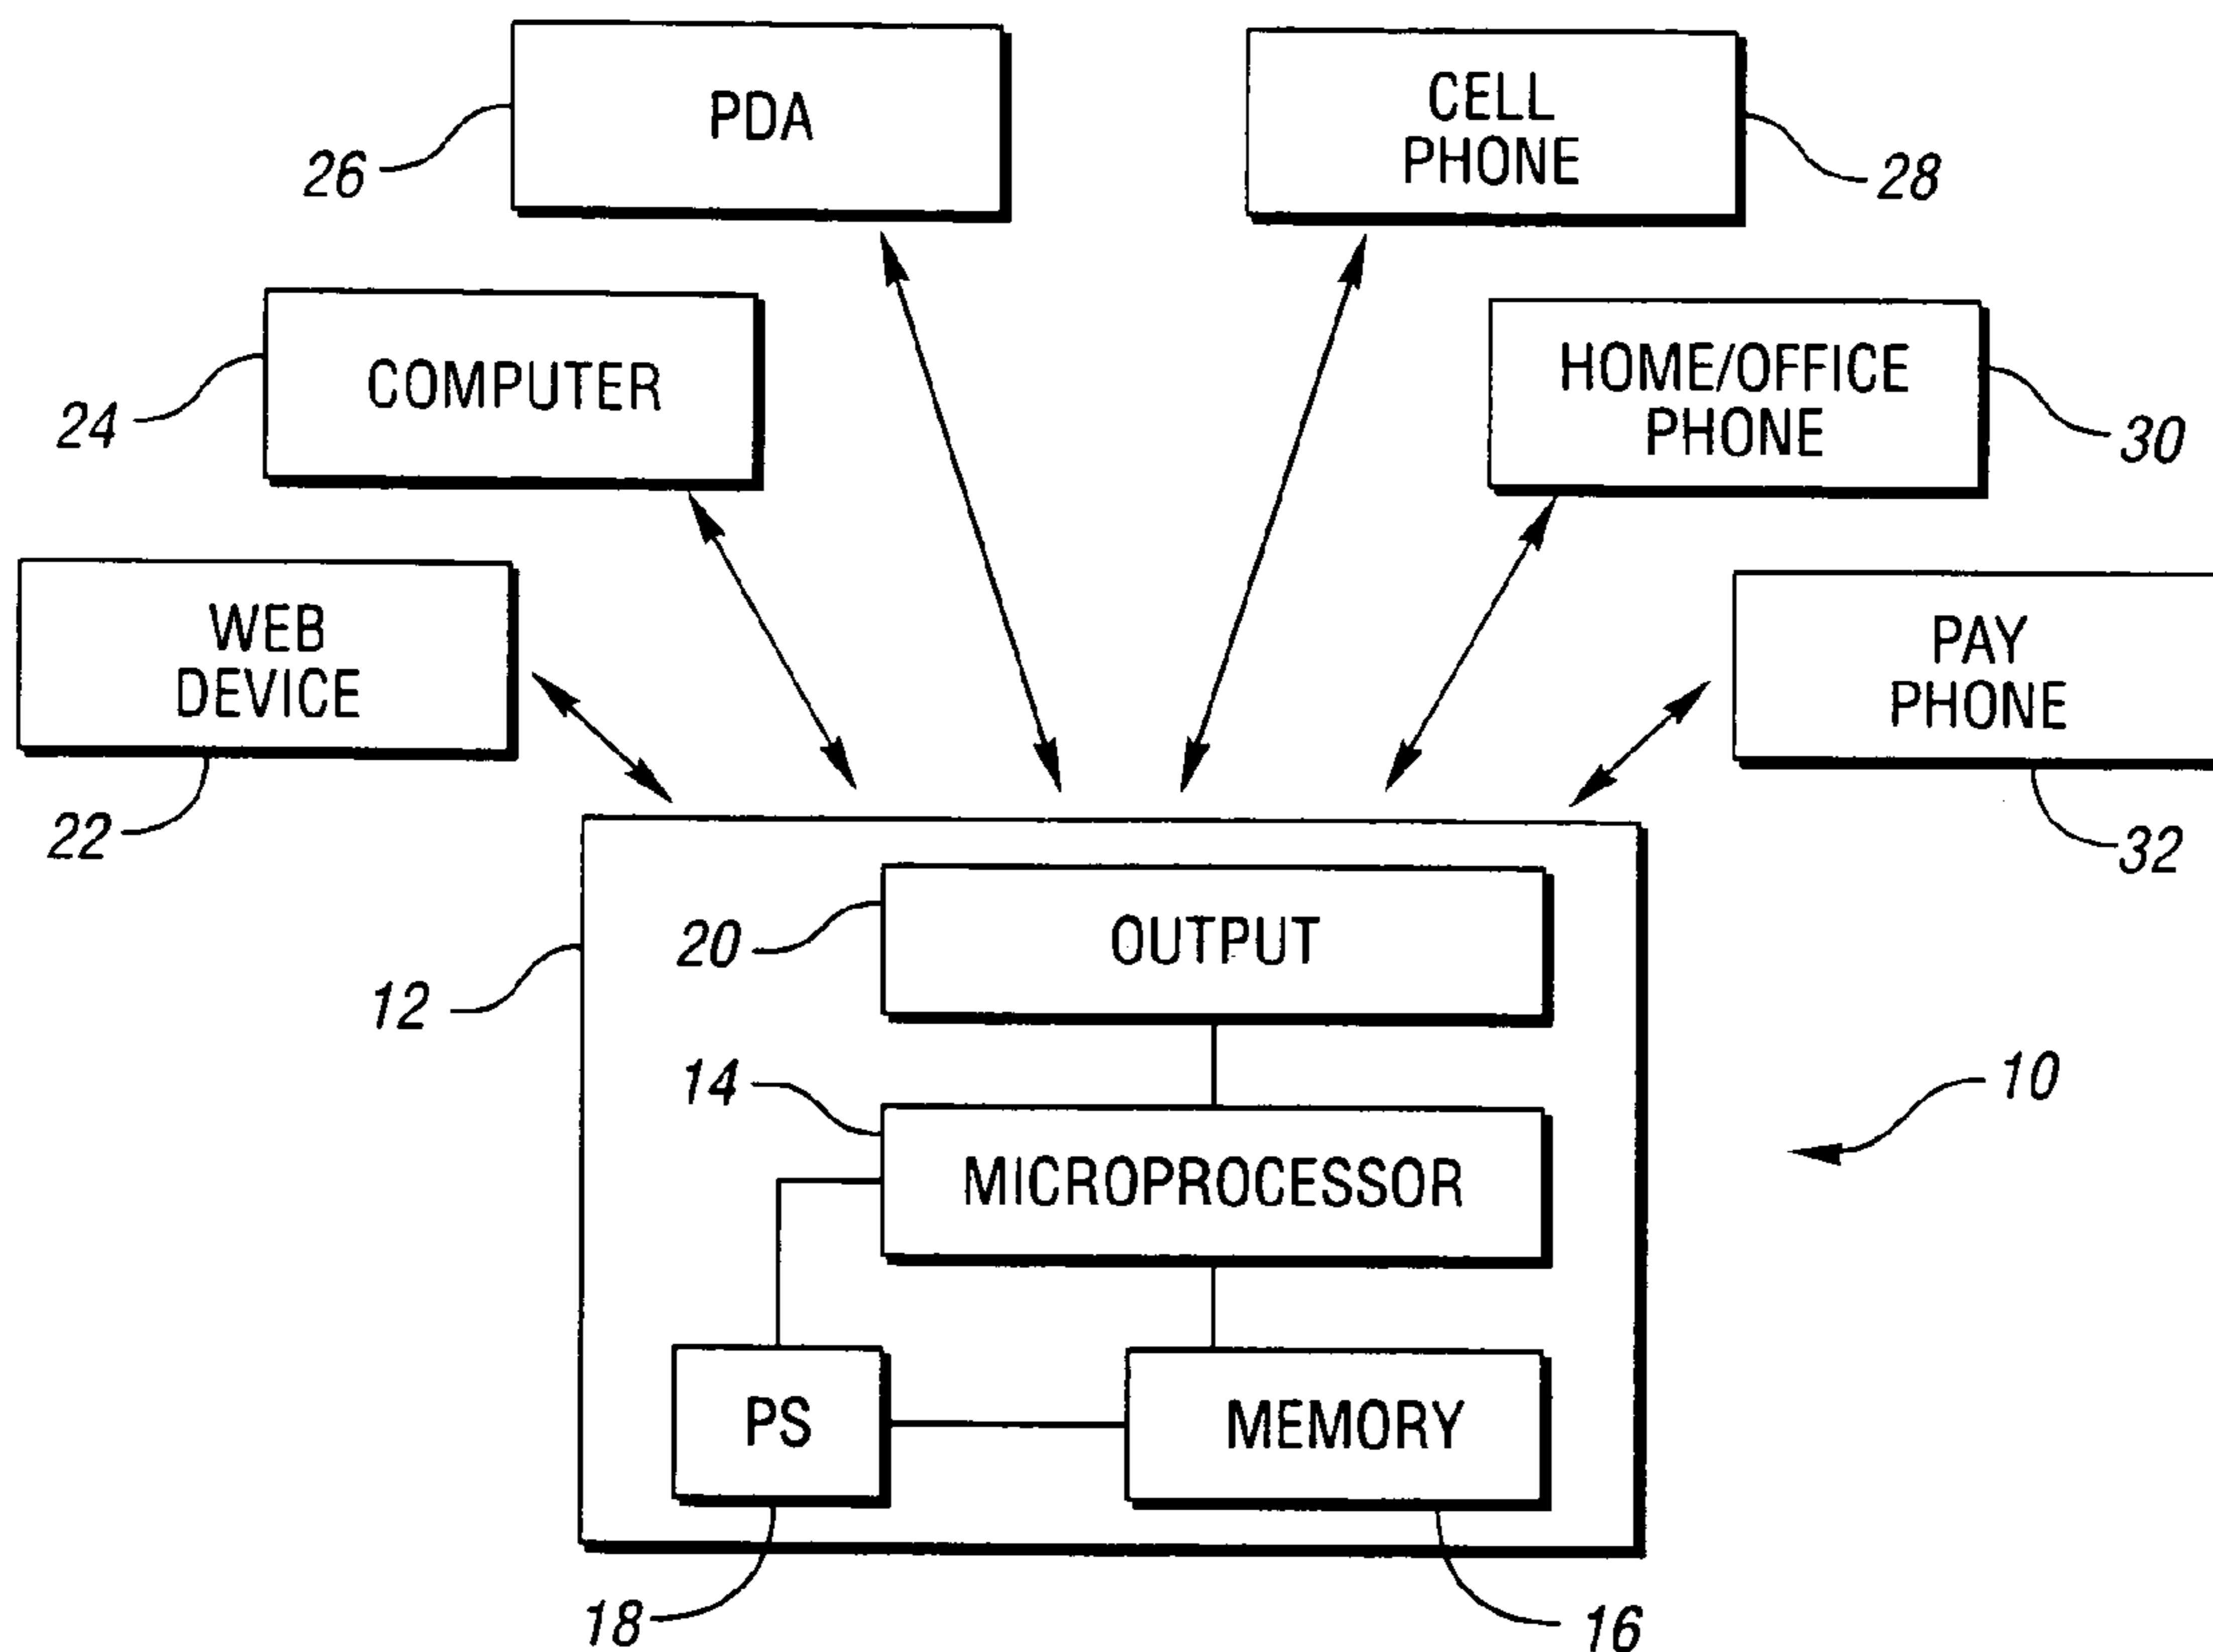 PDA
26
CELL
PHONE
28
COMPUTER
24
HOME/OFFICE
PHONE
30
WEB
DEVICE
22
PAY
PHONE
32
OUTPUT
20
12
14
MICROPROCESSOR
10
PS
MEMORY
18
16